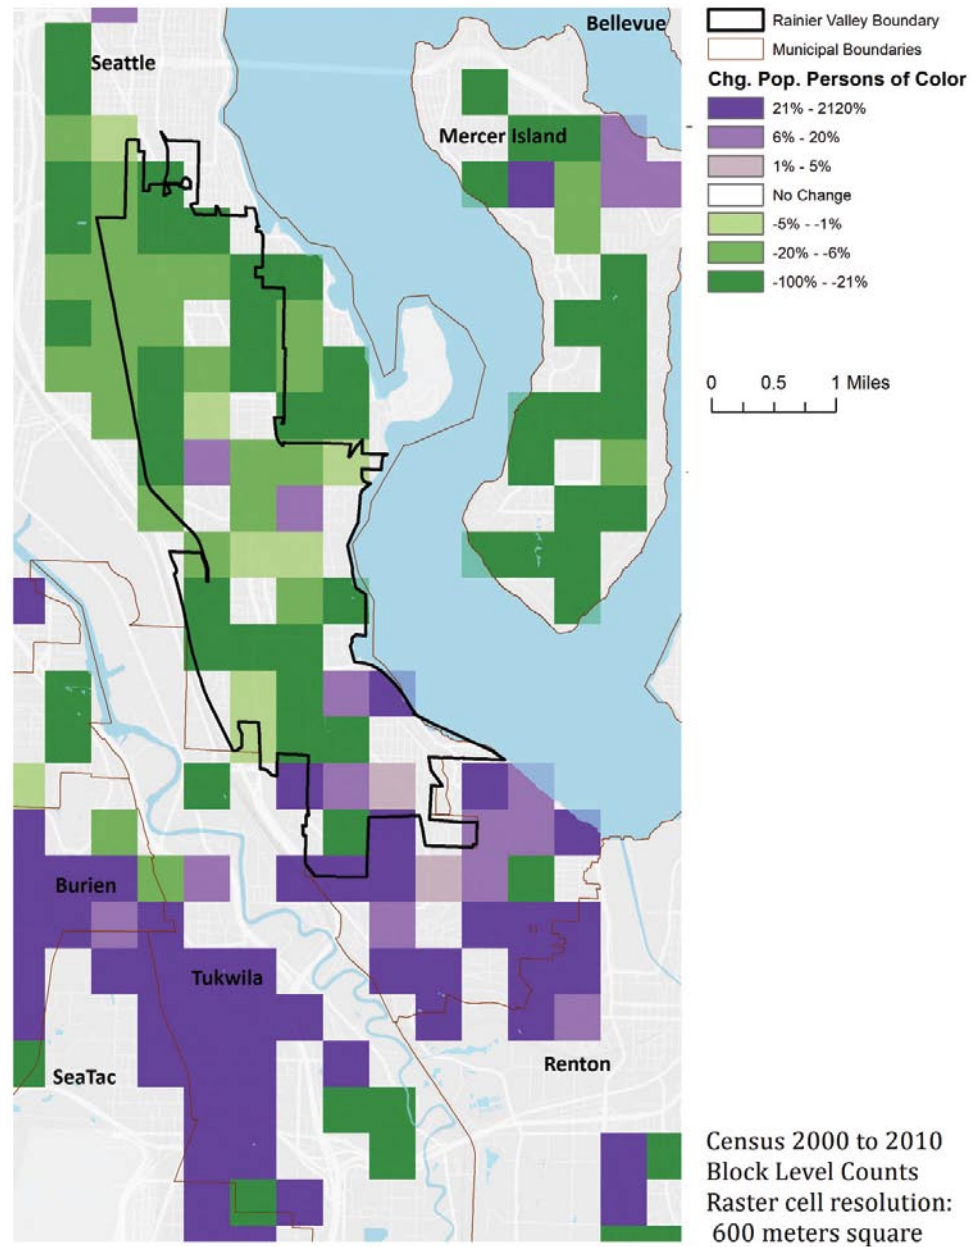 Bellevue
Seattle
Mercer Island
Burien
Tukwila
SeaTac
Renton
Rainier Valley Boundary
Municipal Boundaries
Chg. Pop. Persons of Color
21% - 2120%
6% - 20%
1% - 5%
No Change
-5% - -1%
-20% - -6%
-100% - -21%
0 0.5 1 Miles
Census 2000 to 2010
Block Level Counts
Raster cell resolution:
600 meters square